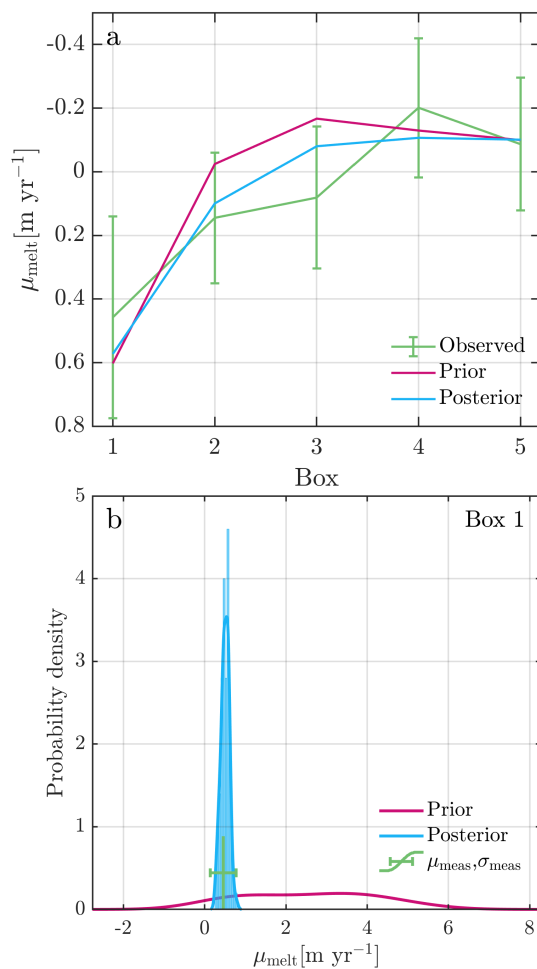 a
-0.4
-0.2
0
0.2
0.4
0.6
0.8
μmelt[m yr⁻¹]
Observed
Prior
Posterior
1 2 3 4 5
Box
b
Box 1
5
4
3
2
1
0
Probability density
Prior
Posterior
μmeas,σmeas
-2 0 2 4 6 8
μmelt[m yr⁻¹]